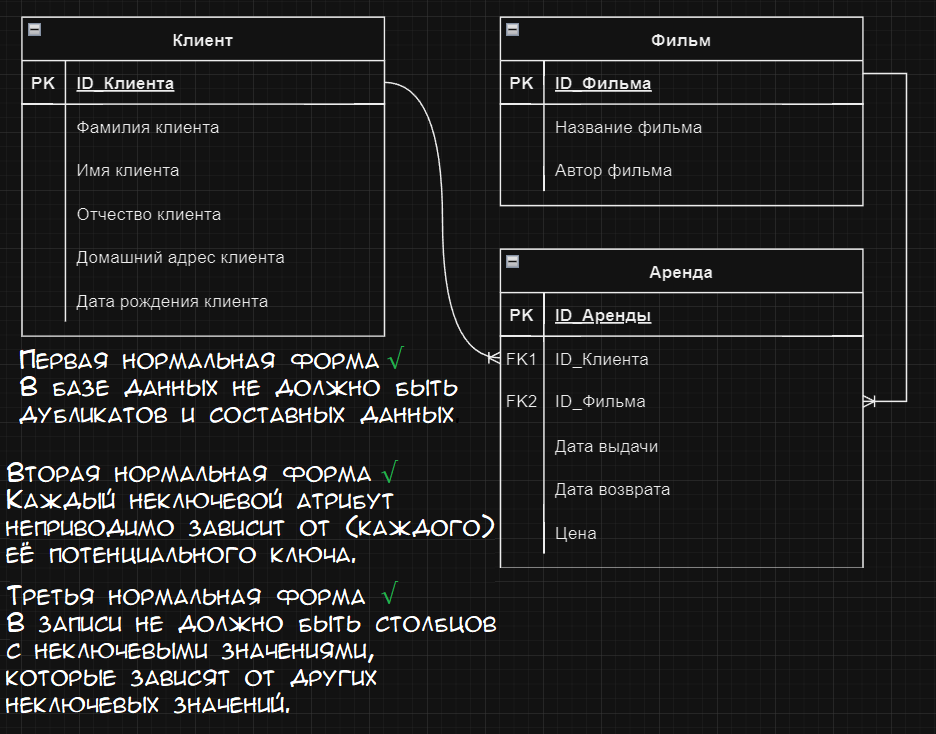 Клиент
PK ID_Клиента
Фамилия клиента
Имя клиента
Отчество клиента
Домашний адрес клиента
Дата рождения клиента
Фильм
PK ID_Фильма
Название фильма
Автор фильма
Аренда
PK ID_Аренды
FK1 ID_Клиента
FK2 ID_Фильма
Дата выдачи
Дата возврата
Цена
Первая нормальная форма √
В базе данных не должно быть
дубликатов и составных данных
Вторая нормальная форма √
Каждый неключевой атрибут
неприводимо зависит от (каждого)
её потенциального ключа.
Третья нормальная форма √
В записи не должно быть столбцов
с неключевыми значениями,
которые зависят от других
неключевых значений.